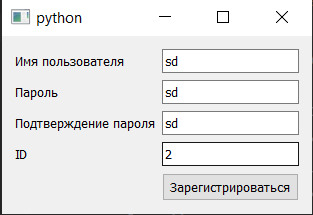 python
Имя пользователя sd
Пароль sd
Подтверждение пароля sd
ID 2
Зарегистрироваться